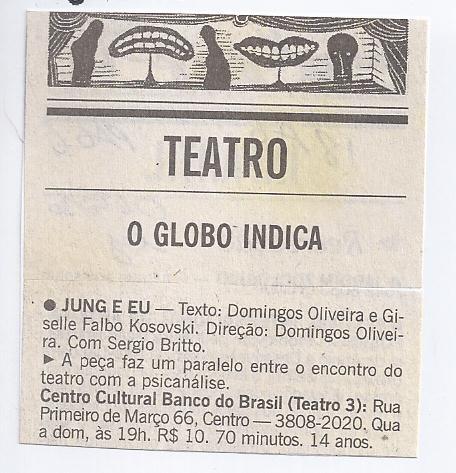 TEATRO
O GLOBO INDICA
● JUNG E EU — Texto: Domingos Oliveira e Gi-
selle Falbo Kosovski. Direção: Domingos Olivei-
ra. Com Sergio Britto.
► A peça faz um paralelo entre o encontro do
teatro com a psicanálise.
Centro Cultural Banco do Brasil (Teatro 3): Rua
Primeiro de Março 66, Centro — 3808-2020. Qua
a dom, às 19h. R$ 10. 70 minutos. 14 anos.